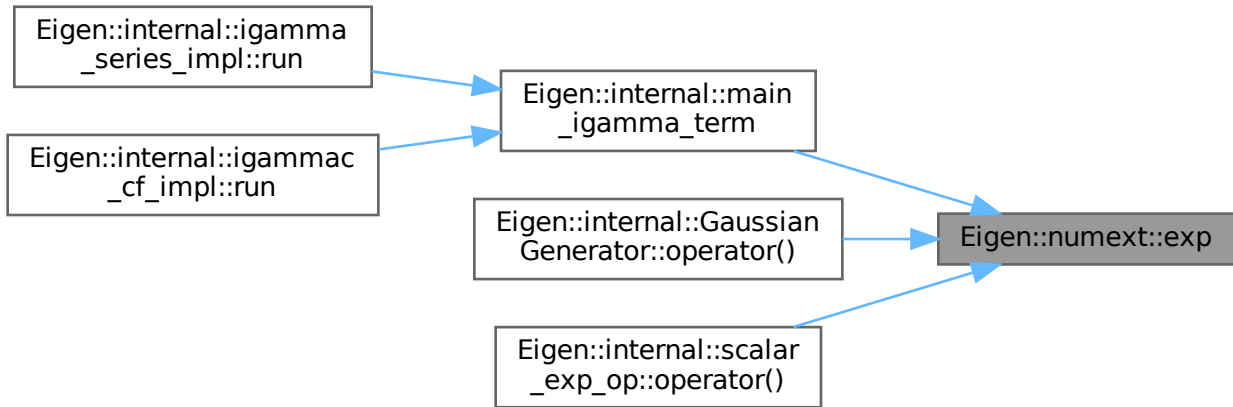 Eigen::internal::igamma
_series_impl::run
Eigen::internal::igammac
_cf_impl::run
Eigen::internal::main
_igamma_term
Eigen::internal::Gaussian
Generator::operator()
Eigen::internal::scalar
_exp_op::operator()
Eigen::numext::exp